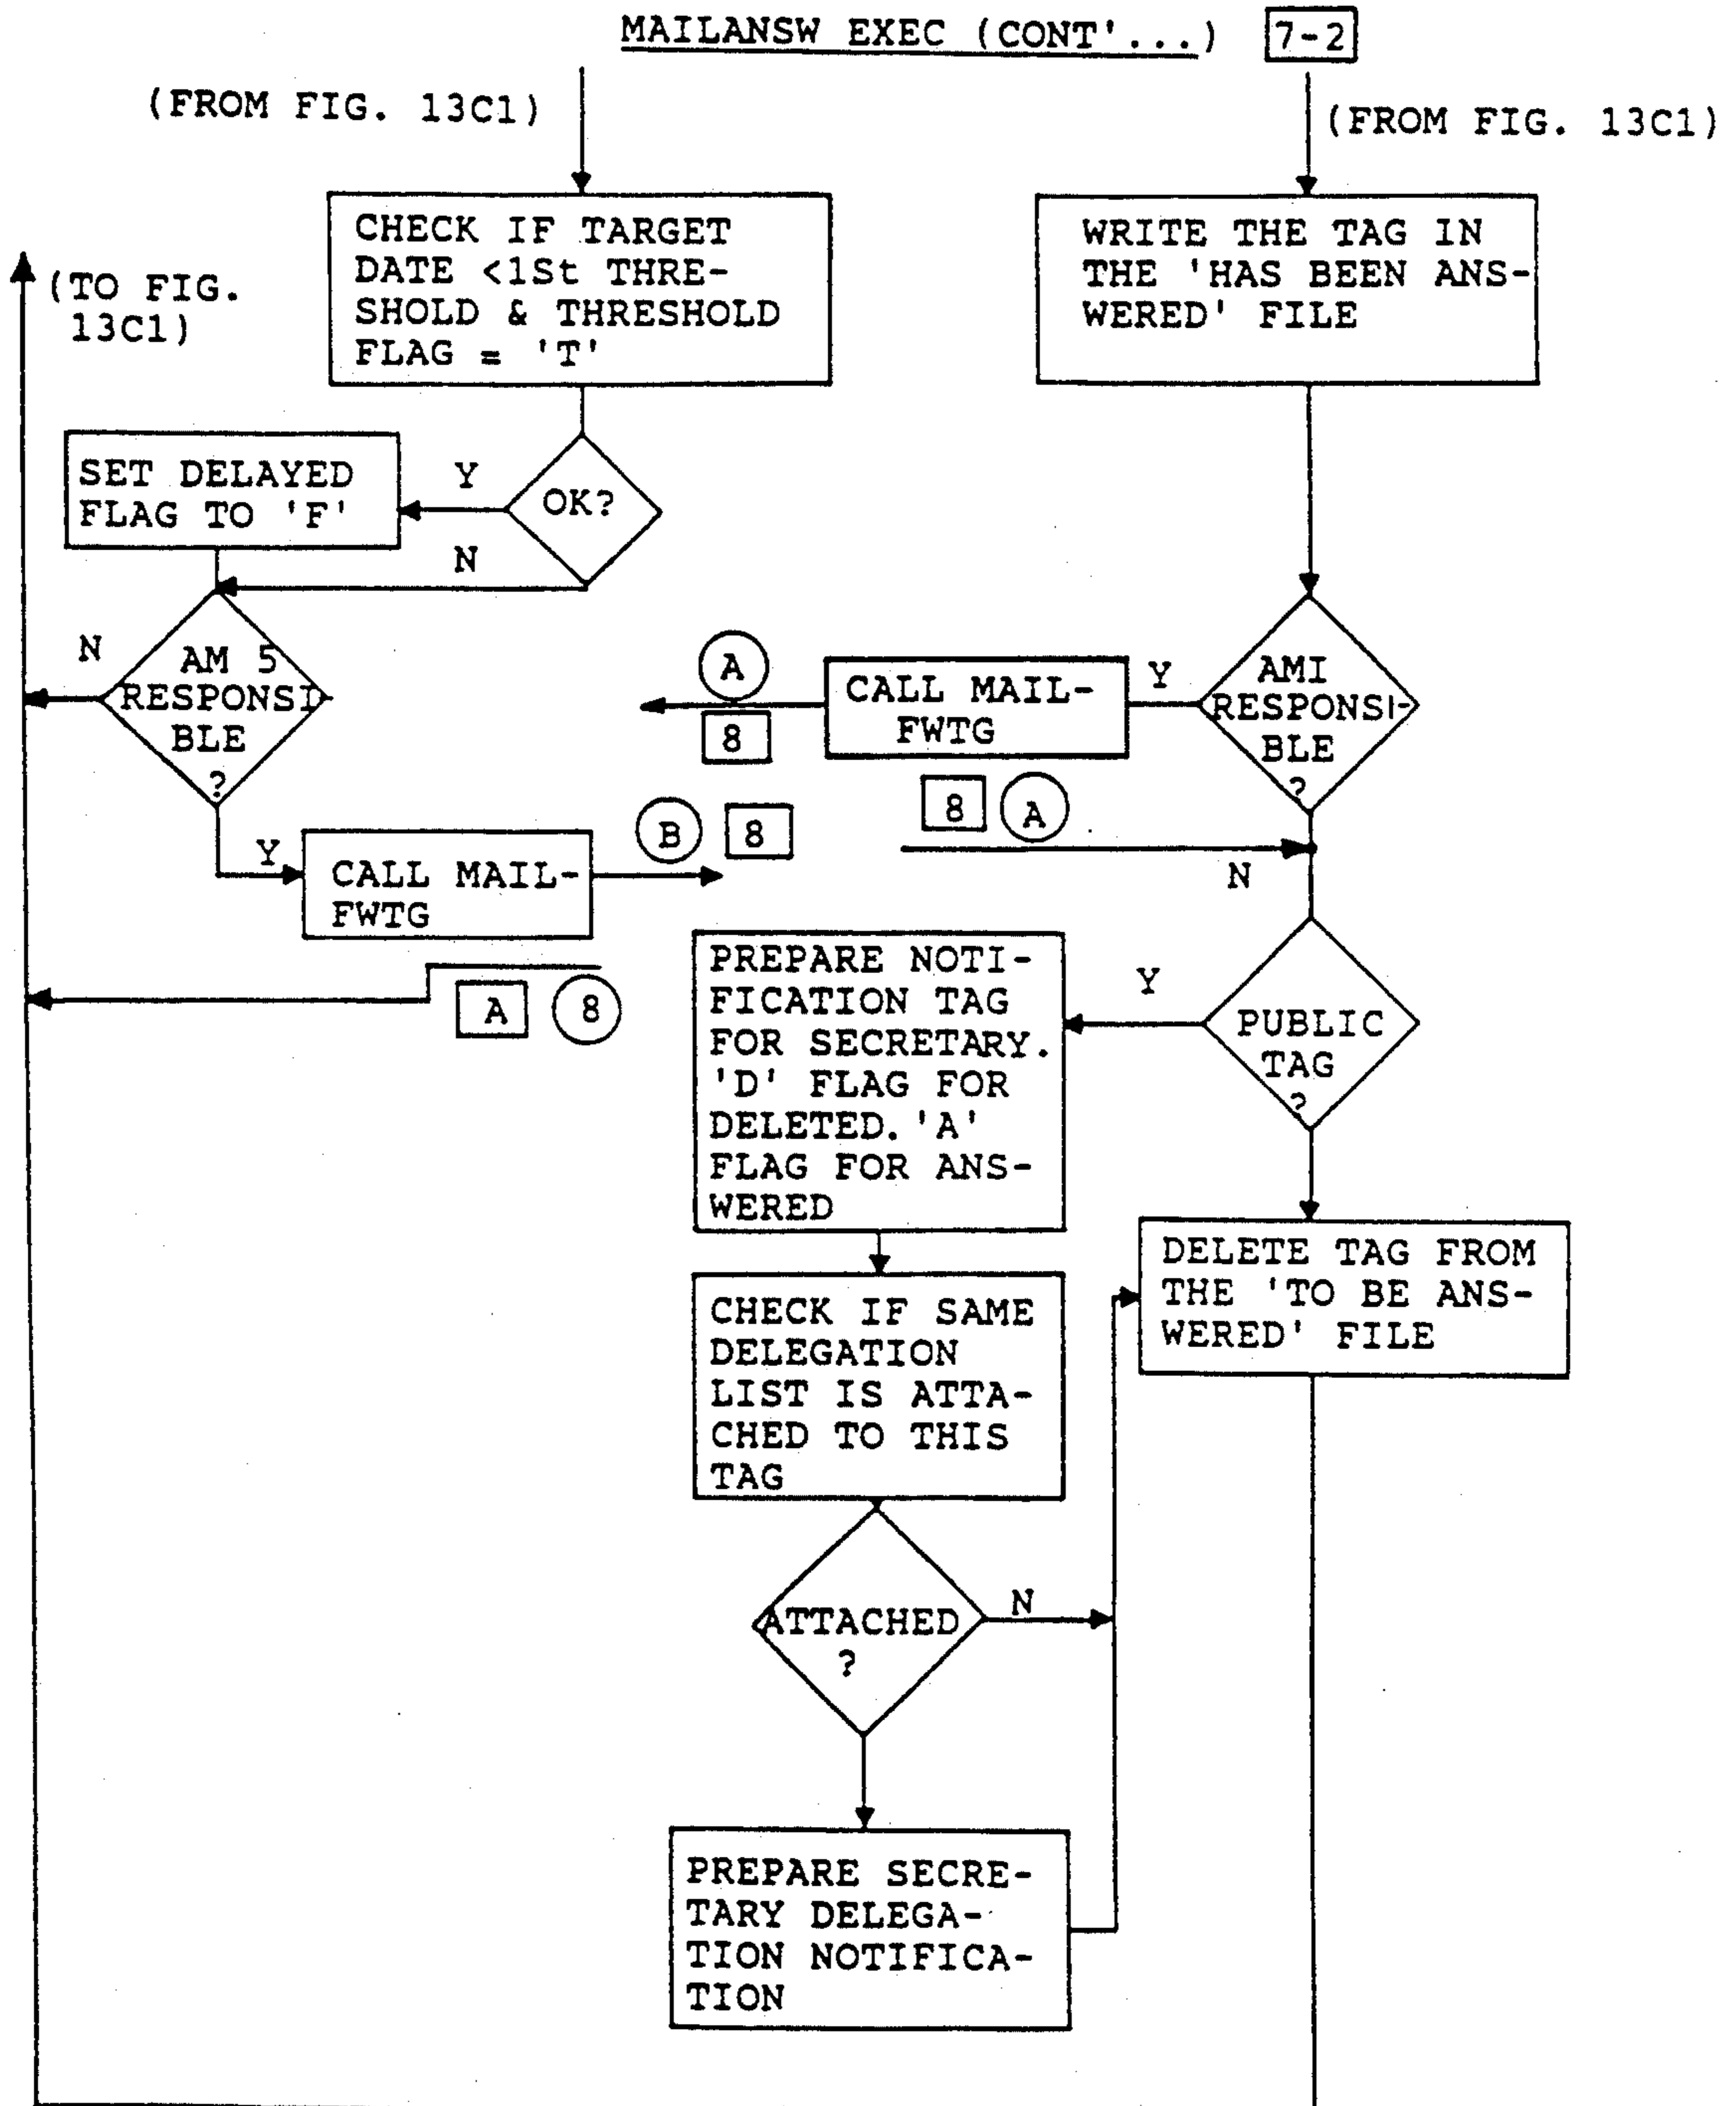 MAILANSW EXEC (CONT'...) 7-2
(FROM FIG. 13C1)
(FROM FIG. 13C1)
(TO FIG.
13C1)
CHECK IF TARGET
DATE <1St THRE-
SHOLD & THRESHOLD
FLAG = 'T'
WRITE THE TAG IN
THE 'HAS BEEN ANS-
WERED' FILE
SET DELAYED
FLAG TO 'F'
Y
OK?
N
N
AM 5
RESPONSI
BLE
?
Y
CALL MAIL-
FWTG
B 8
A 8
A
8
CALL MAIL-
FWTG
Y
AMI
RESPONSI-
BLE
?
8 A
N
PUBLIC
TAG
?
Y
PREPARE NOTI-
FICATION TAG
FOR SECRETARY.
'D' FLAG FOR
DELETED. 'A'
FLAG FOR ANS-
WERED
DELETE TAG FROM
THE 'TO BE ANS-
WERED' FILE
CHECK IF SAME
DELEGATION
LIST IS ATTA-
CHED TO THIS
TAG
ATTACHED
?
N
PREPARE SECRE-
TARY DELEGA-
TION NOTIFICA-
TION